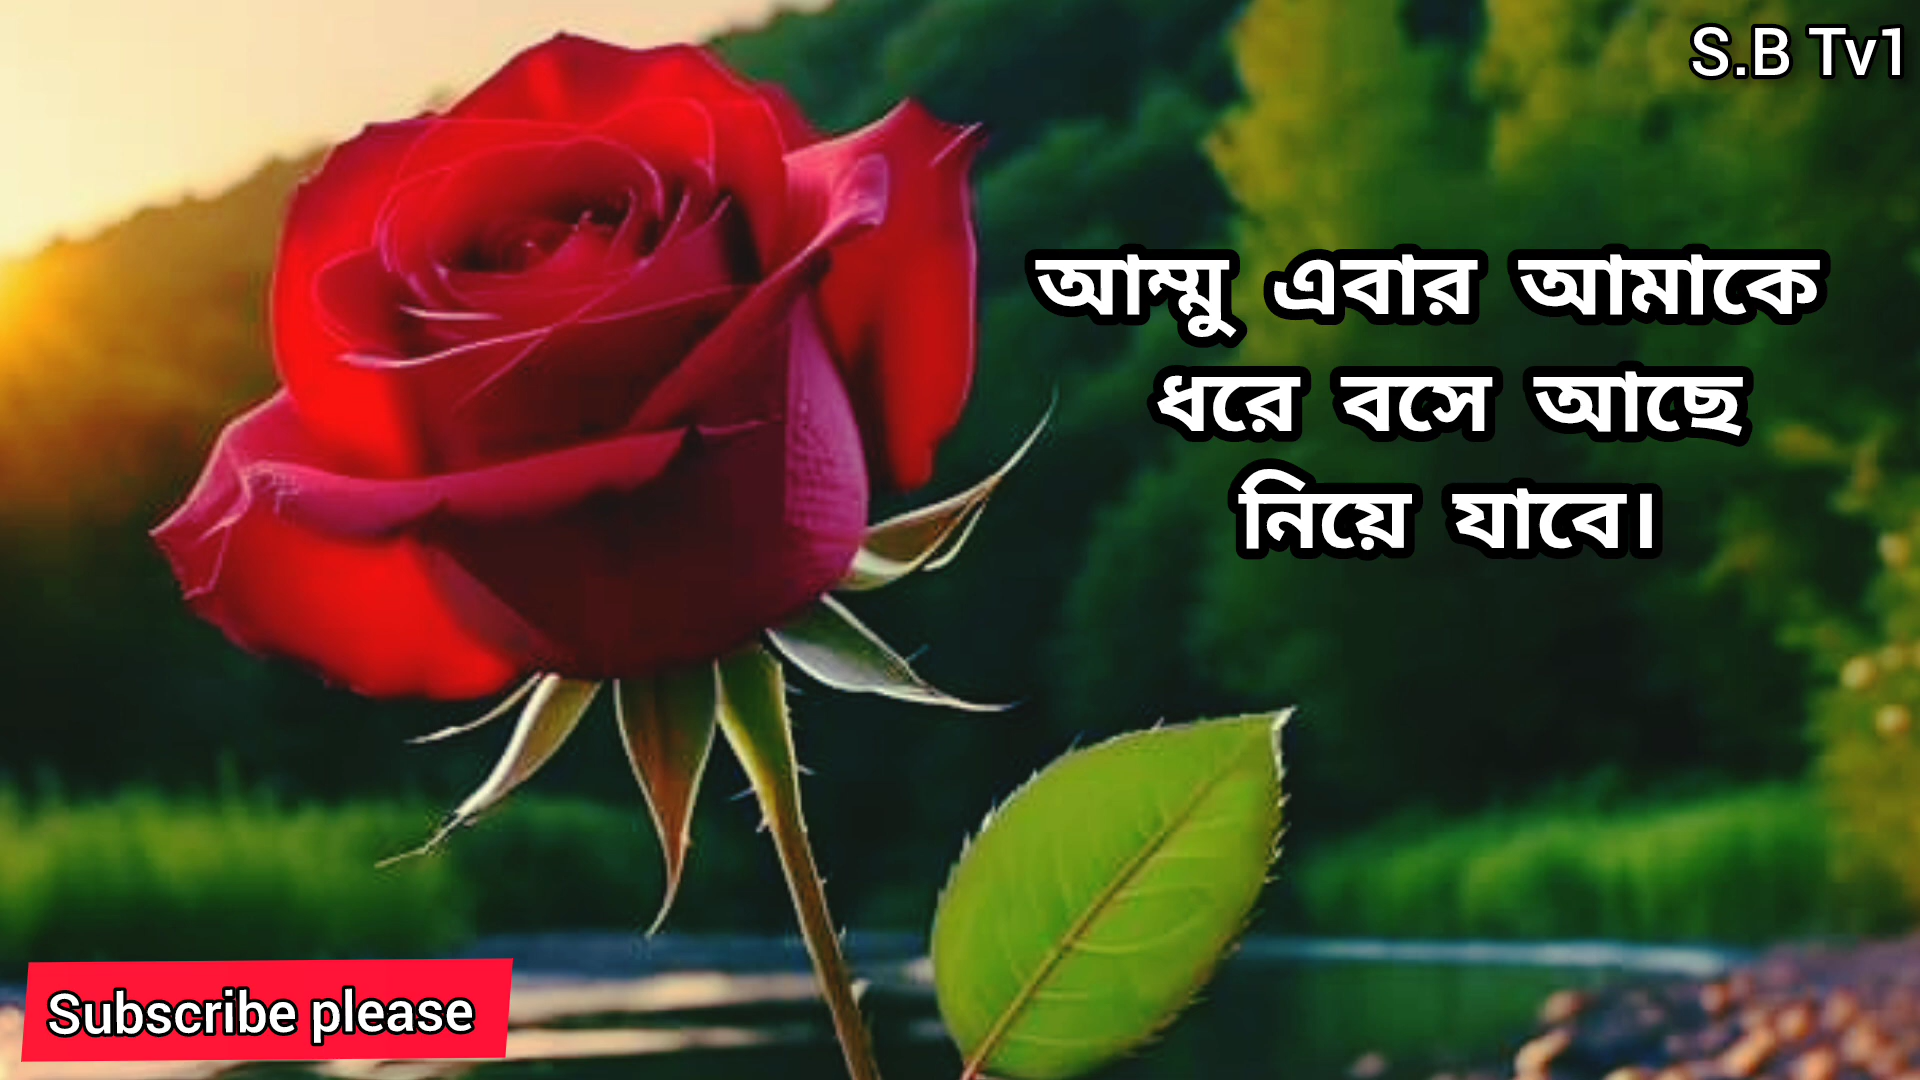 S.B Tv1
আম্মু এবার আমাকে
ধরে বসে আছে
নিয়ে যাবে।
Subscribe please